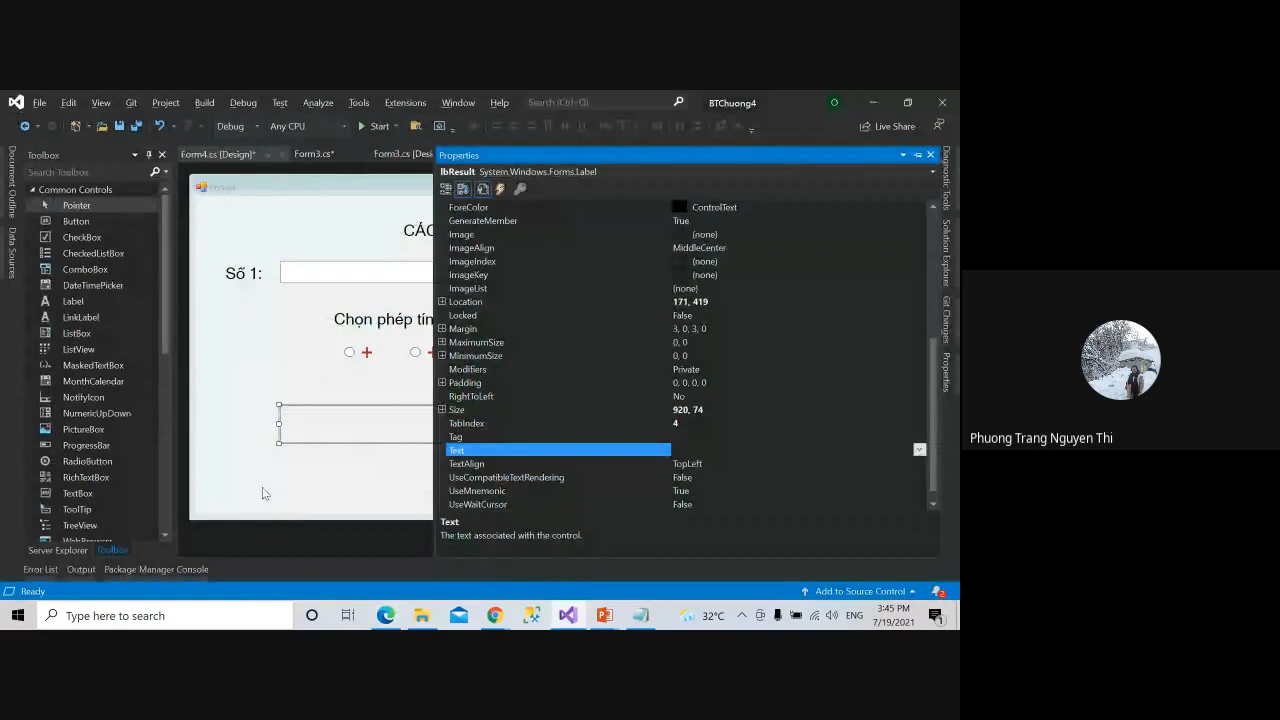 File Edit View Git Project Build Debug Test Analyze Tools Extensions Window Help Search (Ctrl+Q) BTChuong4
Debug Any CPU Start Live Share
Toolbox
Form4.cs [Design]* Form3.cs* Form3.cs [Desi
Properties
Search Toolbox
lbResult System.Windows.Forms.Label
Common Controls
Pointer
Button
CheckBox
CheckedListBox
ComboBox
DateTimePicker
Label
LinkLabel
ListBox
ListView
MaskedTextBox
MonthCalendar
NotifyIcon
NumericUpDown
PictureBox
ProgressBar
RadioButton
RichTextBox
TextBox
ToolTip
TreeView
Server Explorer Toolbox
Document Outline
Data Sources
CÁC
Số 1:
Chọn phép tín
+
ForeColor ControlText
GenerateMember True
Image (none)
ImageAlign MiddleCenter
ImageIndex (none)
ImageKey (none)
ImageList (none)
Location 171, 419
Locked False
Margin 3, 0, 3, 0
MaximumSize 0, 0
MinimumSize 0, 0
Modifiers Private
Padding 0, 0, 0, 0
RightToLeft No
Size 920, 74
TabIndex 4
Tag
Text
TextAlign TopLeft
UseCompatibleTextRendering False
UseMnemonic True
UseWaitCursor False
Text
The text associated with the control.
Diagnostic Tools
Solution Explorer
Git Changes
Properties
Error List Output Package Manager Console
Ready Add to Source Control 2
Type here to search 32°C ENG 3:45 PM
7/19/2021
Phuong Trang Nguyen Thi